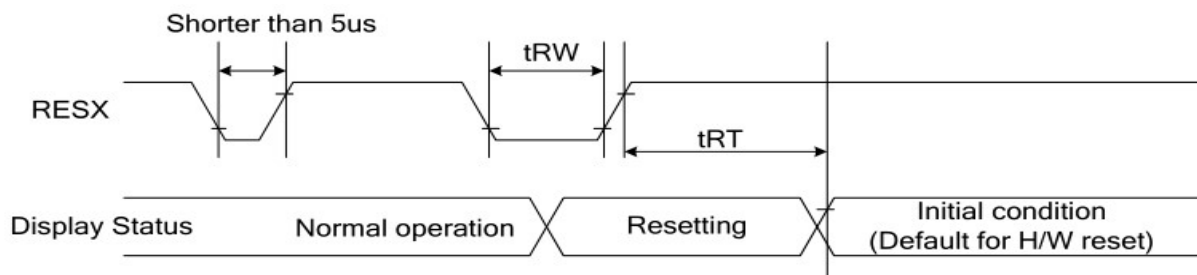 Shorter than 5us
tRW
RESX
tRT
Display Status
Normal operation
Resetting
Initial condition
(Default for H/W reset)